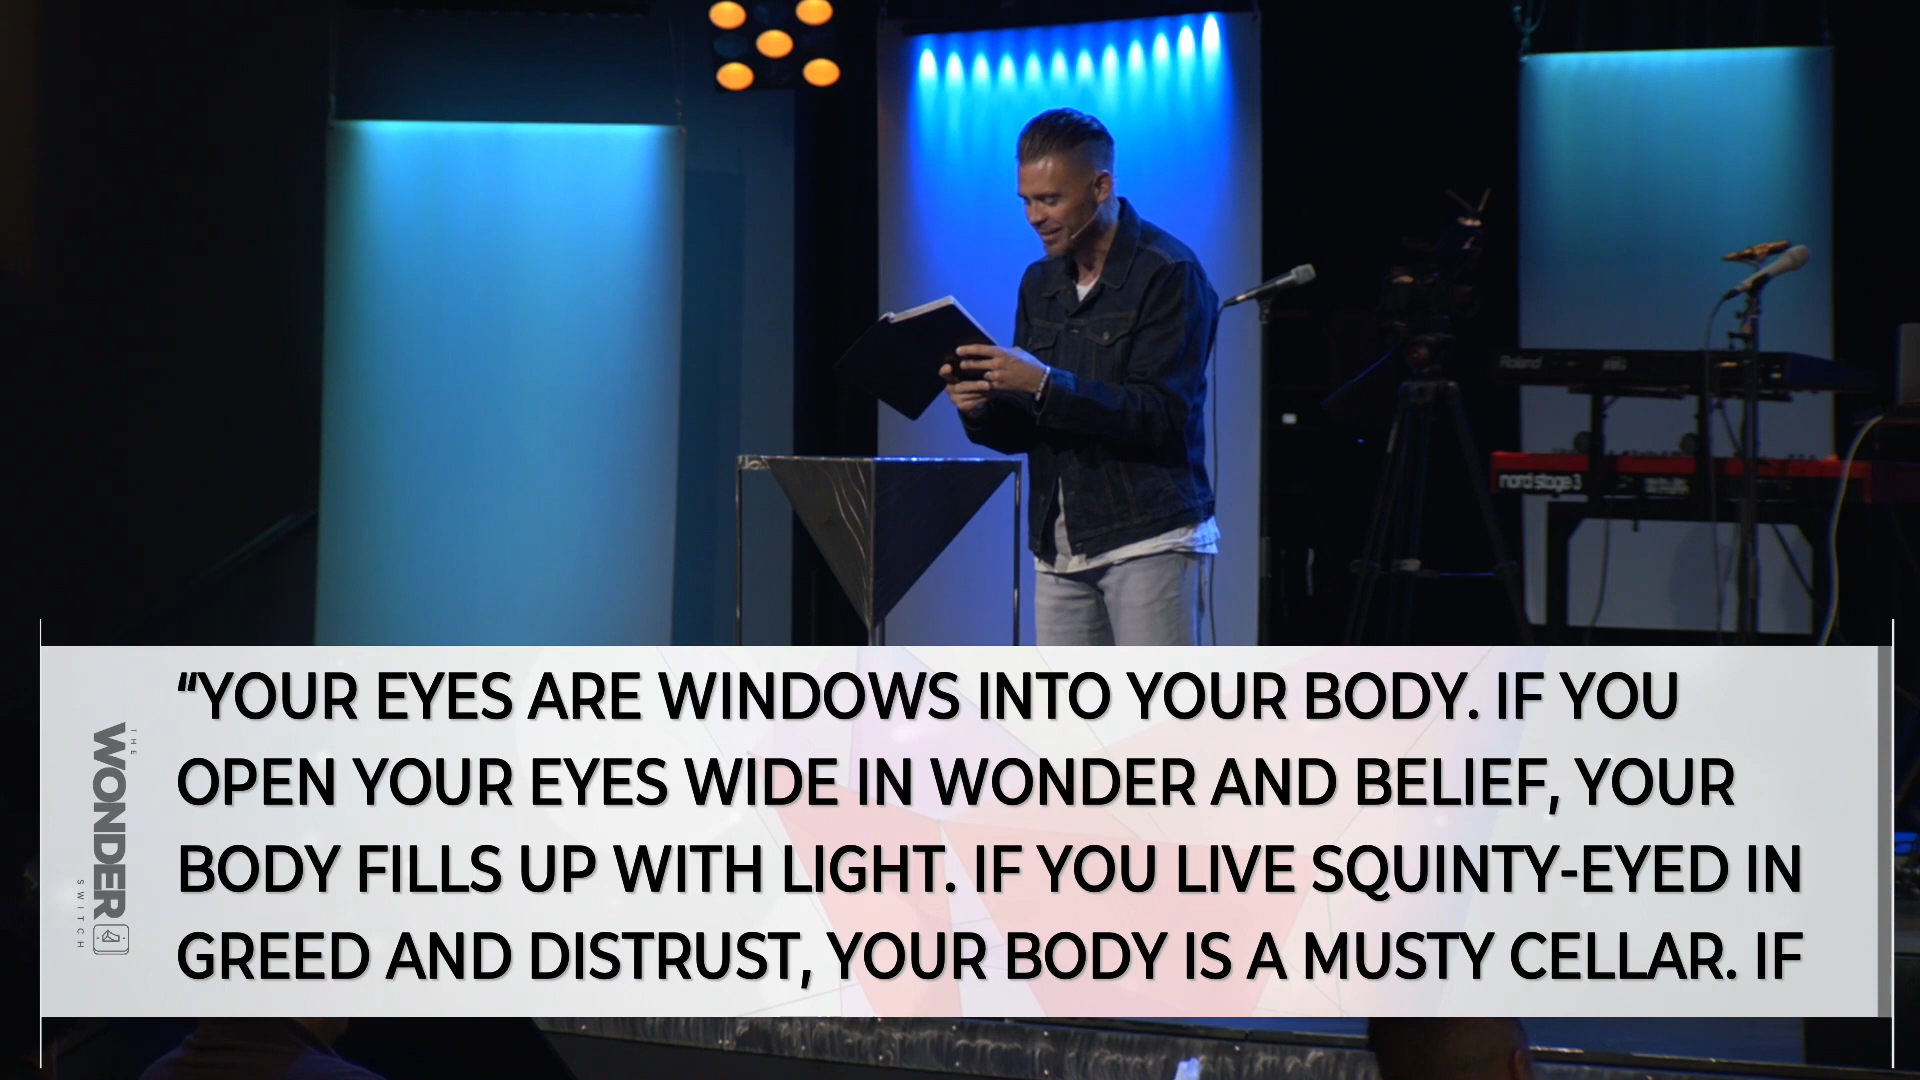 Roland
nord stage 3
THE
WONDER
SWITCH
“YOUR EYES ARE WINDOWS INTO YOUR BODY. IF YOU
OPEN YOUR EYES WIDE IN WONDER AND BELIEF, YOUR
BODY FILLS UP WITH LIGHT. IF YOU LIVE SQUINTY-EYED IN
GREED AND DISTRUST, YOUR BODY IS A MUSTY CELLAR. IF